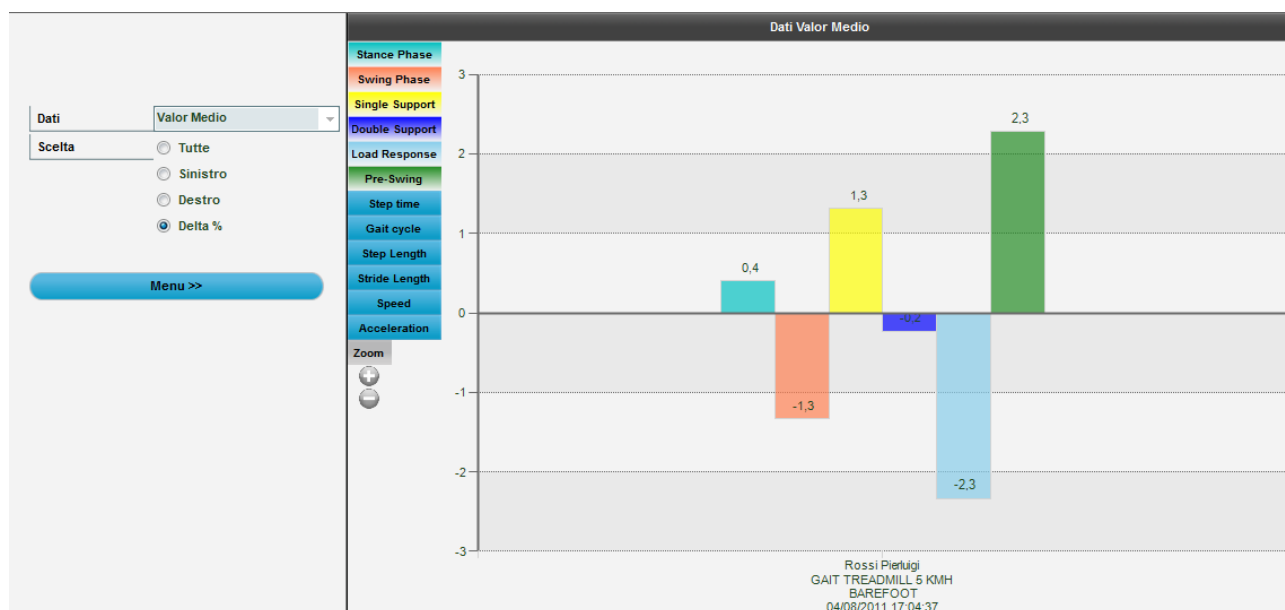 Dati Valor Medio
Dati
Valor Medio
Scelta
Tutte
Sinistro
Destro
Delta %
Menu >>
Stance Phase
Swing Phase
Single Support
Double Support
Load Response
Pre-Swing
Step time
Gait cycle
Step Length
Stride Length
Speed
Acceleration
Zoom
3
2
1
0
-1
-2
-3
0,4
-1,3
1,3
-0,2
-2,3
2,3
Rossi Pierluigi
GAIT TREADMILL 5 KMH
BAREFOOT
04/08/2011 17:04:37